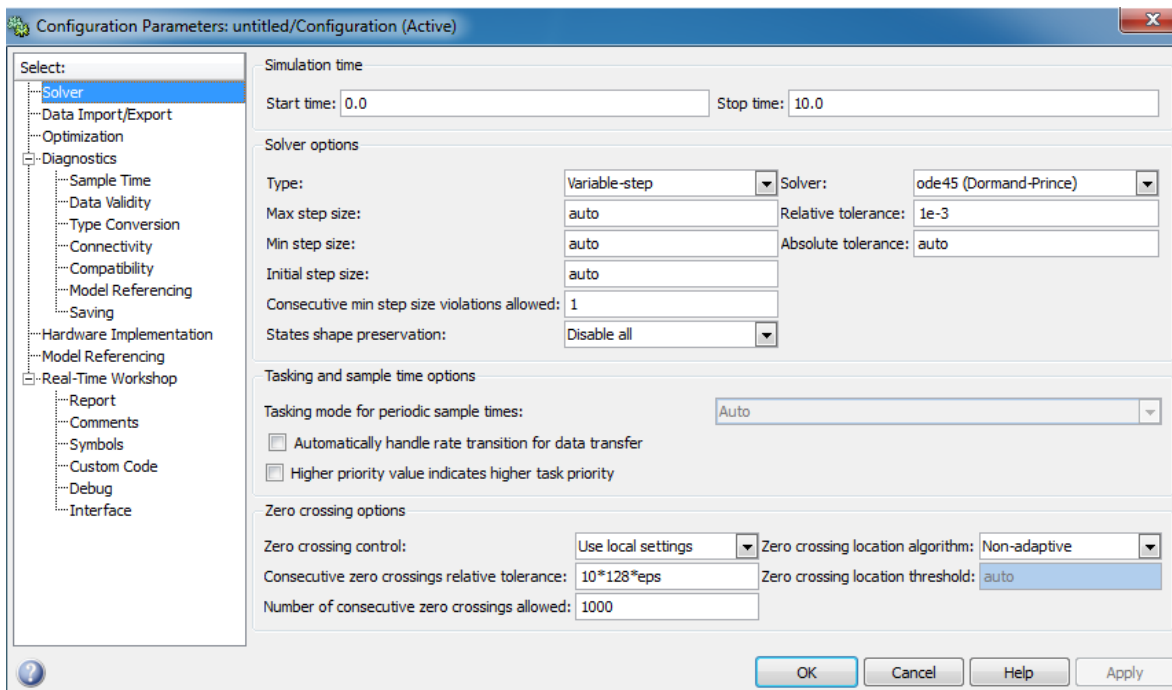 Configuration Parameters: untitled/Configuration (Active)
Select:
Solver
Data Import/Export
Optimization
Diagnostics
Sample Time
Data Validity
Type Conversion
Connectivity
Compatibility
Model Referencing
Saving
Hardware Implementation
Model Referencing
Real-Time Workshop
Report
Comments
Symbols
Custom Code
Debug
Interface
Simulation time
Start time: 0.0 Stop time: 10.0
Solver options
Type: Variable-step Solver: ode45 (Dormand-Prince)
Max step size: auto Relative tolerance: 1e-3
Min step size: auto Absolute tolerance: auto
Initial step size: auto
Consecutive min step size violations allowed: 1
States shape preservation: Disable all
Tasking and sample time options
Tasking mode for periodic sample times: Auto
Automatically handle rate transition for data transfer
Higher priority value indicates higher task priority
Zero crossing options
Zero crossing control: Use local settings Zero crossing location algorithm: Non-adaptive
Consecutive zero crossings relative tolerance: 10*128*eps Zero crossing location threshold: auto
Number of consecutive zero crossings allowed: 1000
OK Cancel Help Apply